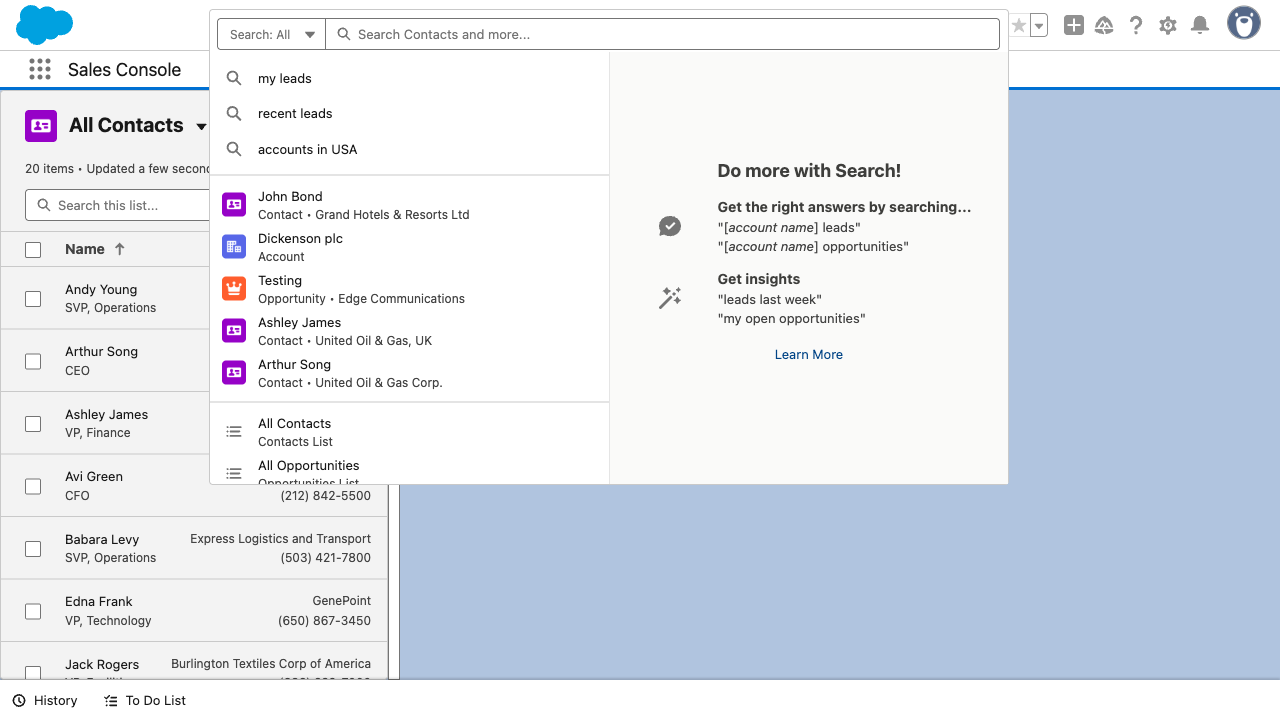 Search: All
Search Contacts and more...
Sales Console
my leads
recent leads
accounts in USA
John Bond
Contact • Grand Hotels & Resorts Ltd
Dickenson plc
Account
Testing
Opportunity • Edge Communications
Ashley James
Contact • United Oil & Gas, UK
Arthur Song
Contact • United Oil & Gas Corp.
All Contacts
Contacts List
All Opportunities
Opportunities List
Do more with Search!
Get the right answers by searching...
"[account name] leads"
"[account name] opportunities"
Get insights
"leads last week"
"my open opportunities"
Learn More
All Contacts
20 items • Updated a few secon
Search this list...
Name
Andy Young
SVP, Operations
Arthur Song
CEO
Ashley James
VP, Finance
Avi Green
CFO
(212) 842-5500
Babara Levy
Express Logistics and Transport
SVP, Operations
(503) 421-7800
Edna Frank
GenePoint
VP, Technology
(650) 867-3450
Jack Rogers
Burlington Textiles Corp of America
History
To Do List